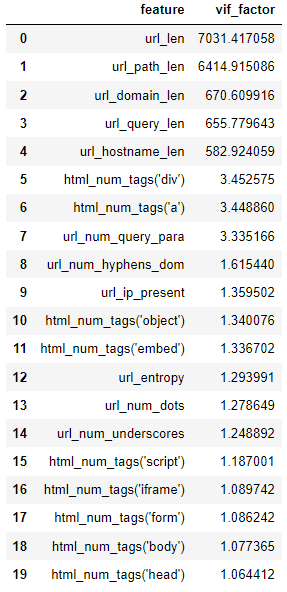 feature vif_factor
0 url_len 7031.417058
1 url_path_len 6414.915086
2 url_domain_len 670.609916
3 url_query_len 655.779643
4 url_hostname_len 582.924059
5 html_num_tags('div') 3.452575
6 html_num_tags('a') 3.448860
7 url_num_query_para 3.335166
8 url_num_hyphens_dom 1.615440
9 url_ip_present 1.359502
10 html_num_tags('object') 1.340076
11 html_num_tags('embed') 1.336702
12 url_entropy 1.293991
13 url_num_dots 1.278649
14 url_num_underscores 1.248892
15 html_num_tags('script') 1.187001
16 html_num_tags('iframe') 1.089742
17 html_num_tags('form') 1.086242
18 html_num_tags('body') 1.077365
19 html_num_tags('head') 1.064412